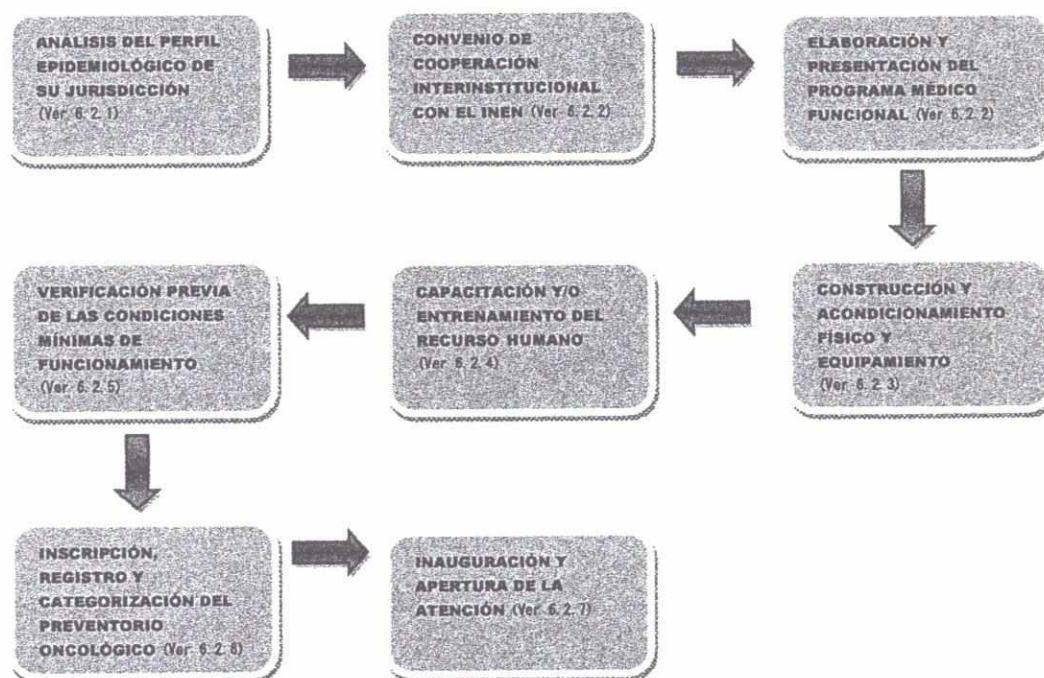 ANÁLISIS DEL PERFIL
EPIDEMIOLÓGICO DE
SU JURISDICCIÓN
(Ver 6.2.1)
CONVENIO DE
COOPERACIÓN
INTERINSTITUCIONAL
CON EL INEN (Ver 6.2.2)
ELABORACIÓN Y
PRESENTACIÓN DEL
PROGRAMA MÉDICO
FUNCIONAL (Ver 6.2.2)
CONSTRUCCIÓN Y
ACONDICIONAMIENTO
FÍSICO Y
EQUIPAMIENTO
(Ver 6.2.3)
CAPACITACIÓN Y/O
ENTRENAMIENTO DEL
RECURSO HUMANO
(Ver 6.2.4)
VERIFICACIÓN PREVIA
DE LAS CONDICIONES
MÍNIMAS DE
FUNCIONAMIENTO
(Ver 6.2.5)
INSCRIPCIÓN,
REGISTRO Y
CATEGORIZACIÓN DEL
PREVENTORIO
ONCOLÓGICO (Ver 6.2.6)
INAUGURACIÓN Y
APERTURA DE LA
ATENCIÓN (Ver 6.2.7)